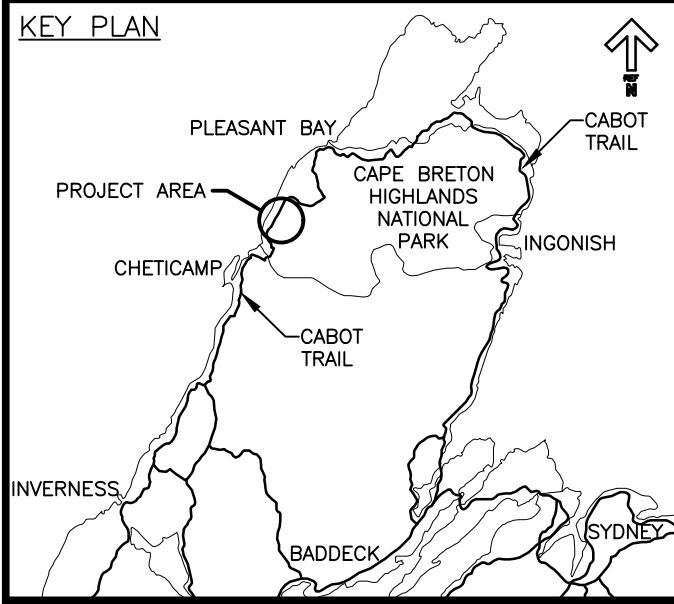 KEY PLAN
N
PLEASANT BAY
CABOT
TRAIL
PROJECT AREA
CAPE BRETON
HIGHLANDS
NATIONAL
PARK
INGONISH
CHETICAMP
CABOT
TRAIL
INVERNESS
BADDECK
SYDNEY